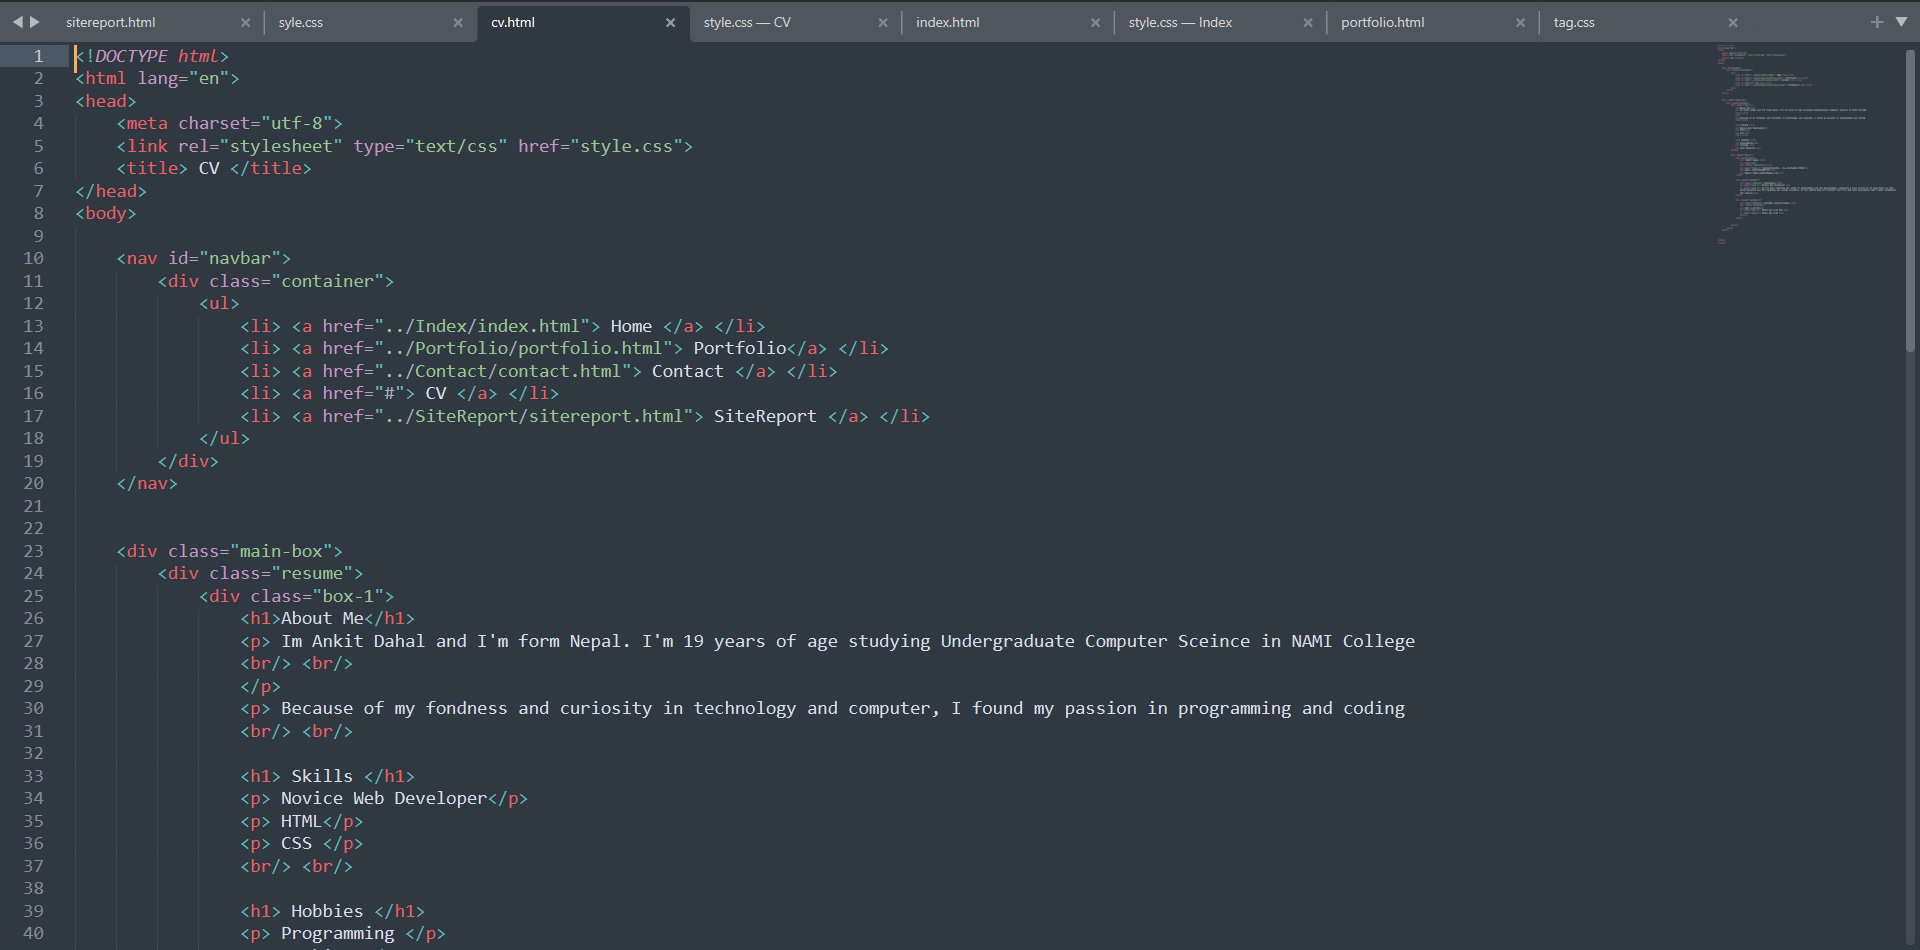 sitereport.html × syle.css × cv.html × style.css — CV × index.html × style.css — Index × portfolio.html × tag.css × +
1 <!DOCTYPE html>
2 <html lang="en">
3 <head>
4 <meta charset="utf-8">
5 <link rel="stylesheet" type="text/css" href="style.css">
6 <title> CV </title>
7 </head>
8 <body>
9
10 <nav id="navbar">
11 <div class="container">
12 <ul>
13 <li> <a href="../Index/index.html"> Home </a> </li>
14 <li> <a href="../Portfolio/portfolio.html"> Portfolio</a> </li>
15 <li> <a href="../Contact/contact.html"> Contact </a> </li>
16 <li> <a href="#"> CV </a> </li>
17 <li> <a href="../SiteReport/sitereport.html"> SiteReport </a> </li>
18 </ul>
19 </div>
20 </nav>
21
22
23 <div class="main-box">
24 <div class="resume">
25 <div class="box-1">
26 <h1>About Me</h1>
27 <p> Im Ankit Dahal and I'm form Nepal. I'm 19 years of age studying Undergraduate Computer Sceince in NAMI College
28 <br/> <br/>
29 </p>
30 <p> Because of my fondness and curiosity in technology and computer, I found my passion in programming and coding
31 <br/> <br/>
32
33 <h1> Skills </h1>
34 <p> Novice Web Developer</p>
35 <p> HTML</p>
36 <p> CSS </p>
37 <br/> <br/>
38
39 <h1> Hobbies </h1>
40 <p> Programming </p>